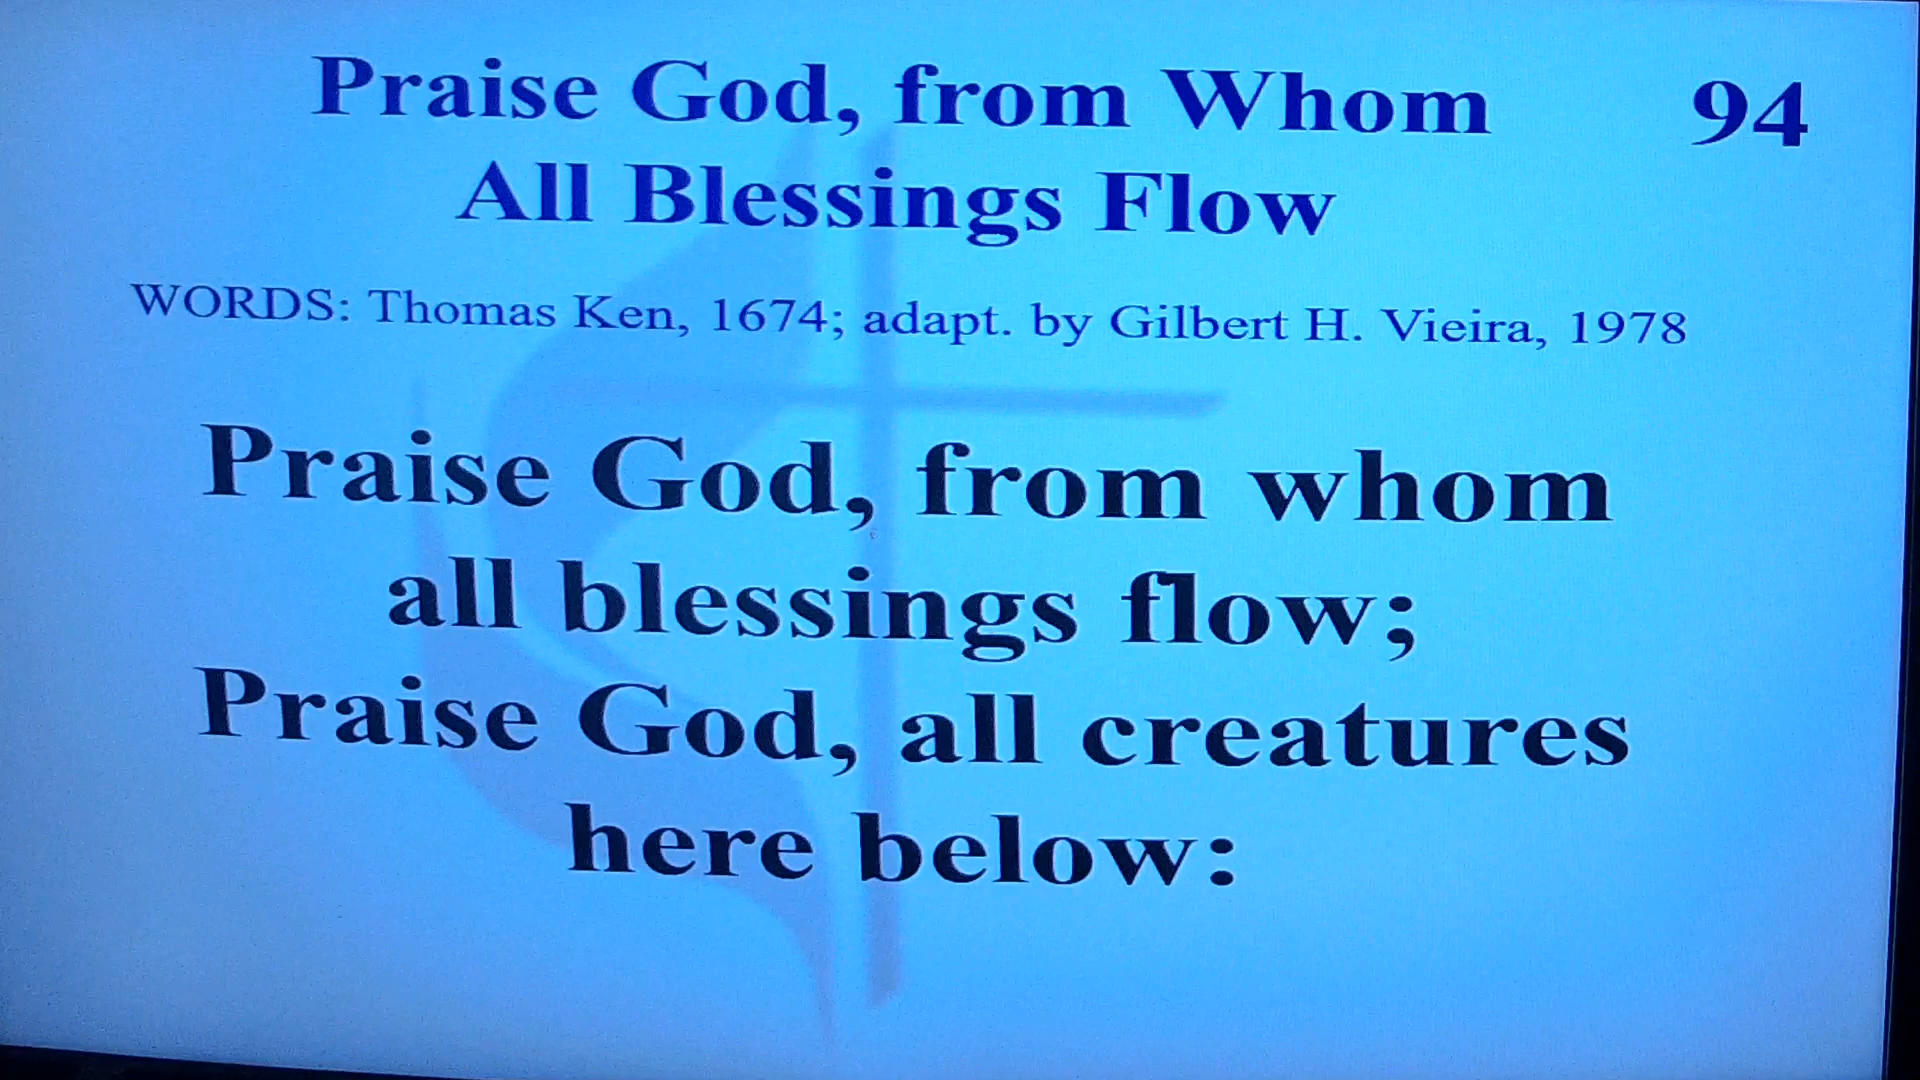 Praise God, from Whom 94
All Blessings Flow
WORDS: Thomas Ken, 1674; adapt. by Gilbert H. Vieira, 1978
Praise God, from whom
all blessings flow;
Praise God, all creatures
here below: